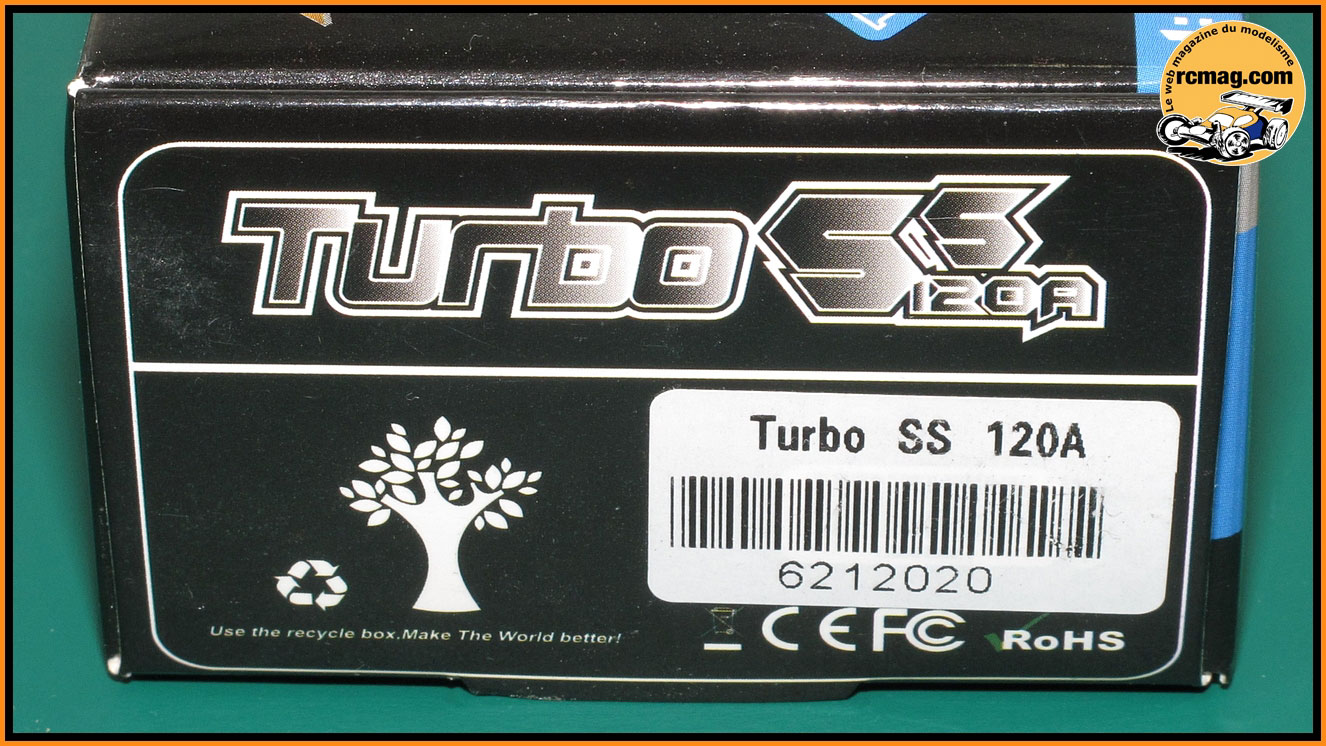 Le web magazine du modelisme
rcmag.com
Turbo SS
120A
Turbo SS 120A
6212020
Use the recycle box.Make The World better!
CE FC RoHS